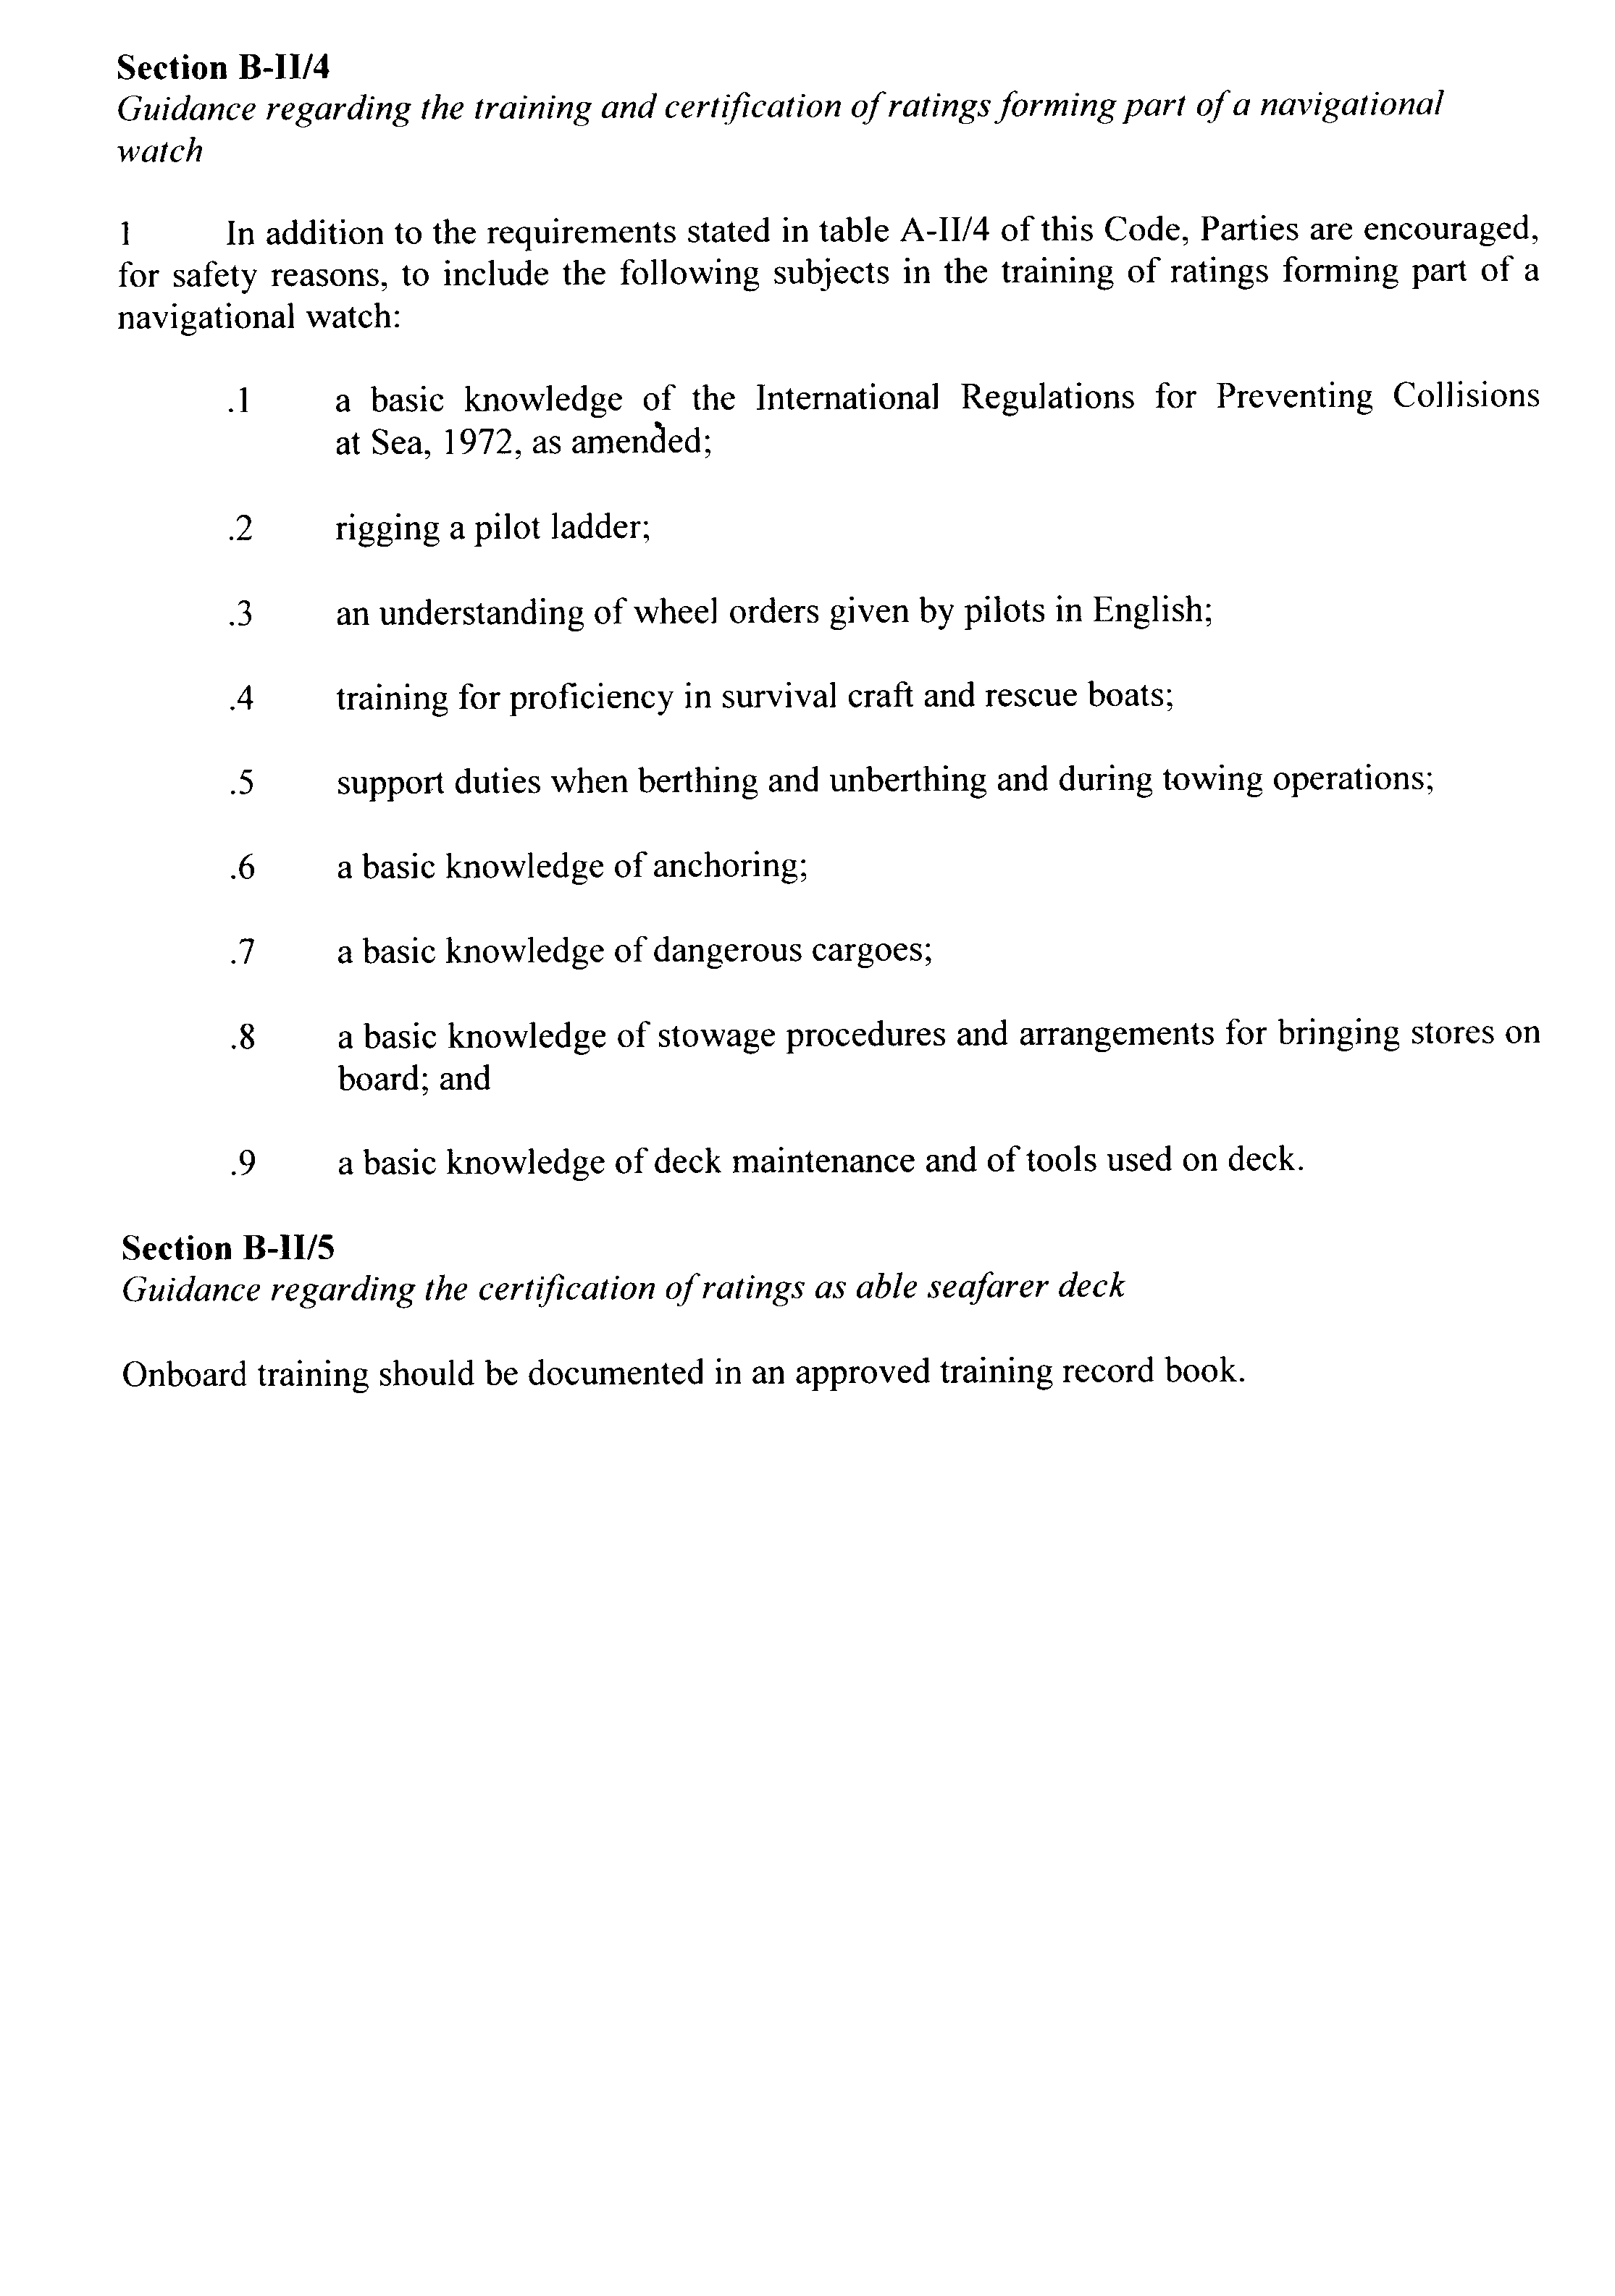 Section B-II/4
Guidance regarding the training and certification of ratings forming part of a navigational
watch
1 In addition to the requirements stated in table A-II/4 of this Code, Parties are encouraged,
for safety reasons, to include the following subjects in the training of ratings forming part of a
navigational watch:
.1 a basic knowledge of the International Regulations for Preventing Collisions
at Sea, 1972, as amended;
.2 rigging a pilot ladder;
.3 an understanding of wheel orders given by pilots in English;
.4 training for proficiency in survival craft and rescue boats;
.5 support duties when berthing and unberthing and during towing operations;
.6 a basic knowledge of anchoring;
.7 a basic knowledge of dangerous cargoes;
.8 a basic knowledge of stowage procedures and arrangements for bringing stores on
board; and
.9 a basic knowledge of deck maintenance and of tools used on deck.
Section B-II/5
Guidance regarding the certification of ratings as able seafarer deck
Onboard training should be documented in an approved training record book.